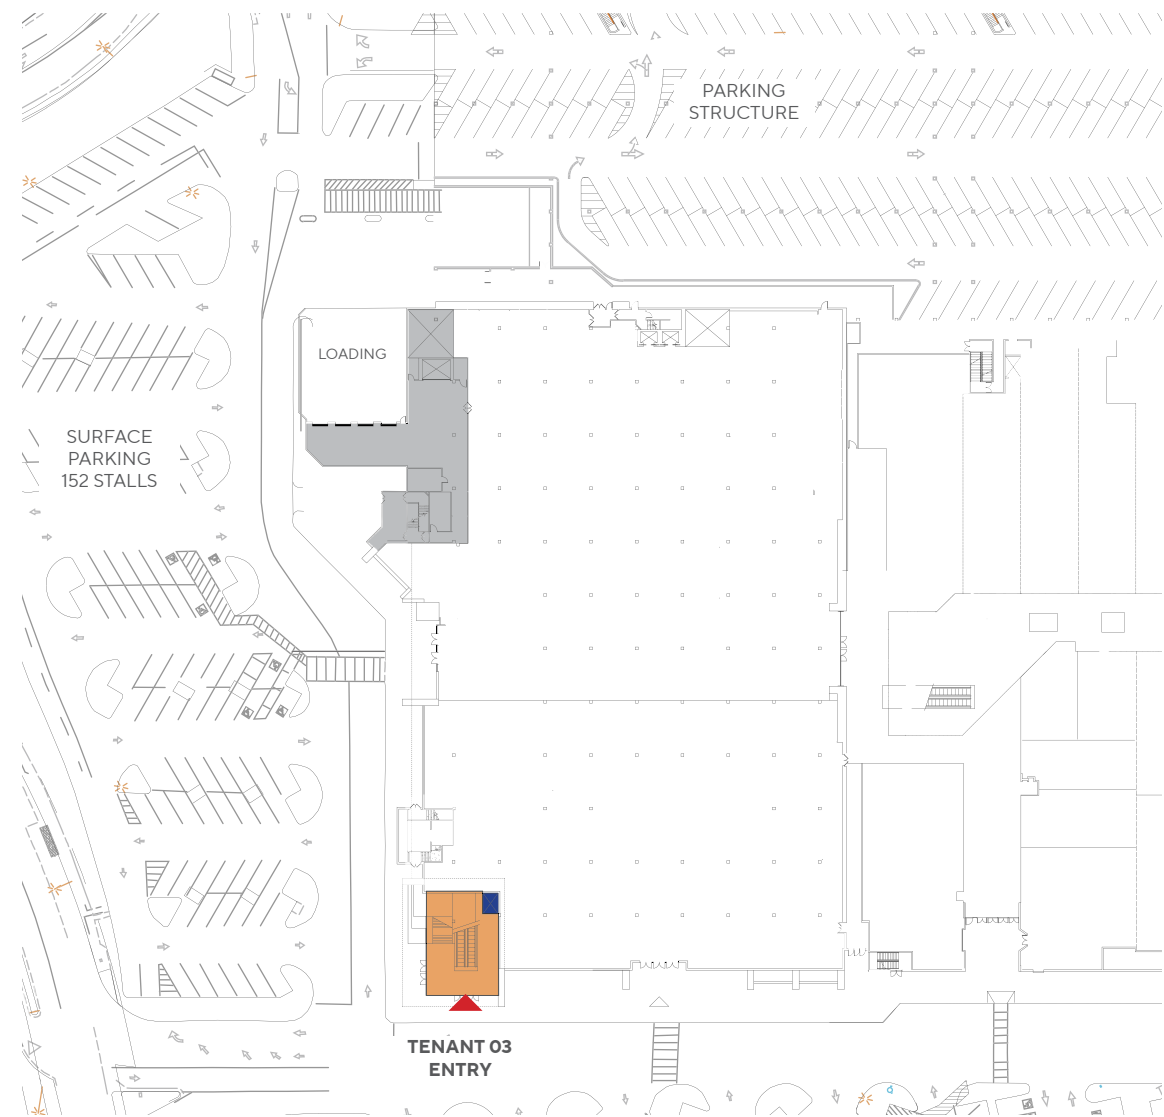 PARKING
STRUCTURE
LOADING
SURFACE
PARKING
152 STALLS
TENANT 03
ENTRY